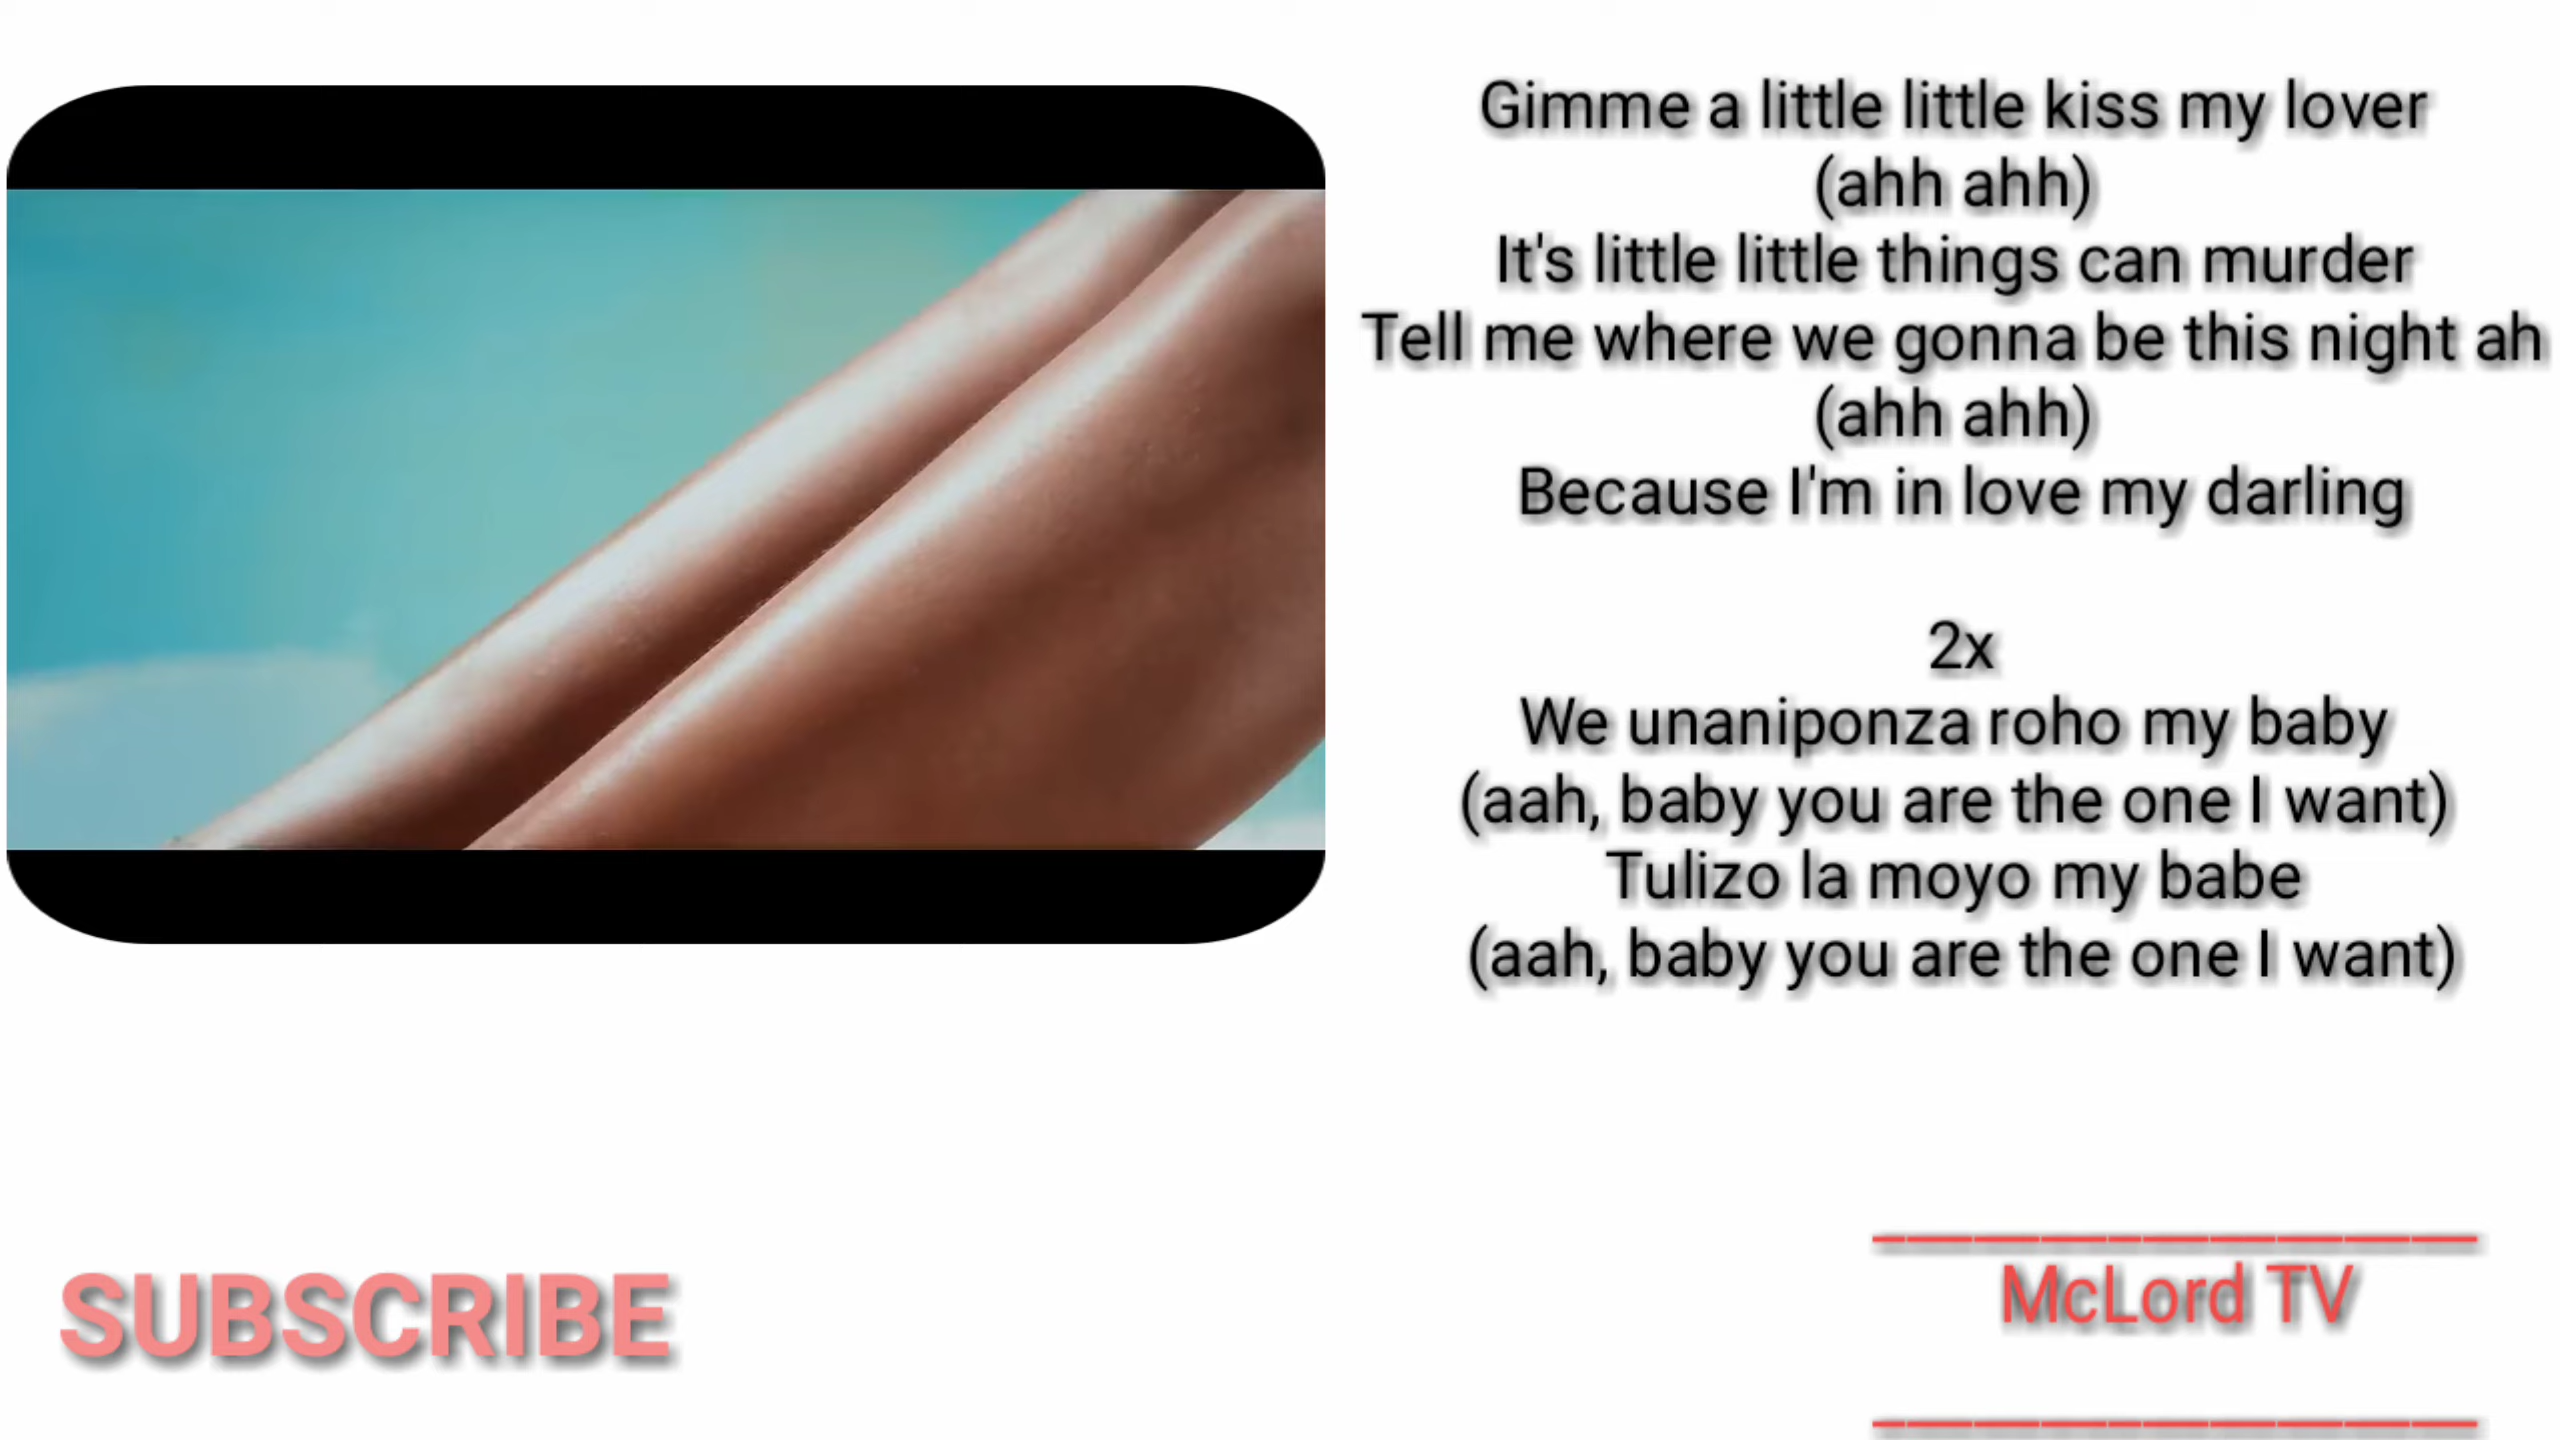 Gimme a little little kiss my lover
(ahh ahh)
It's little little things can murder
Tell me where we gonna be this night ah
(ahh ahh)
Because I'm in love my darling
2x
We unaniponza roho my baby
(aah, baby you are the one I want)
Tulizo la moyo my babe
(aah, baby you are the one I want)
SUBSCRIBE
McLord TV